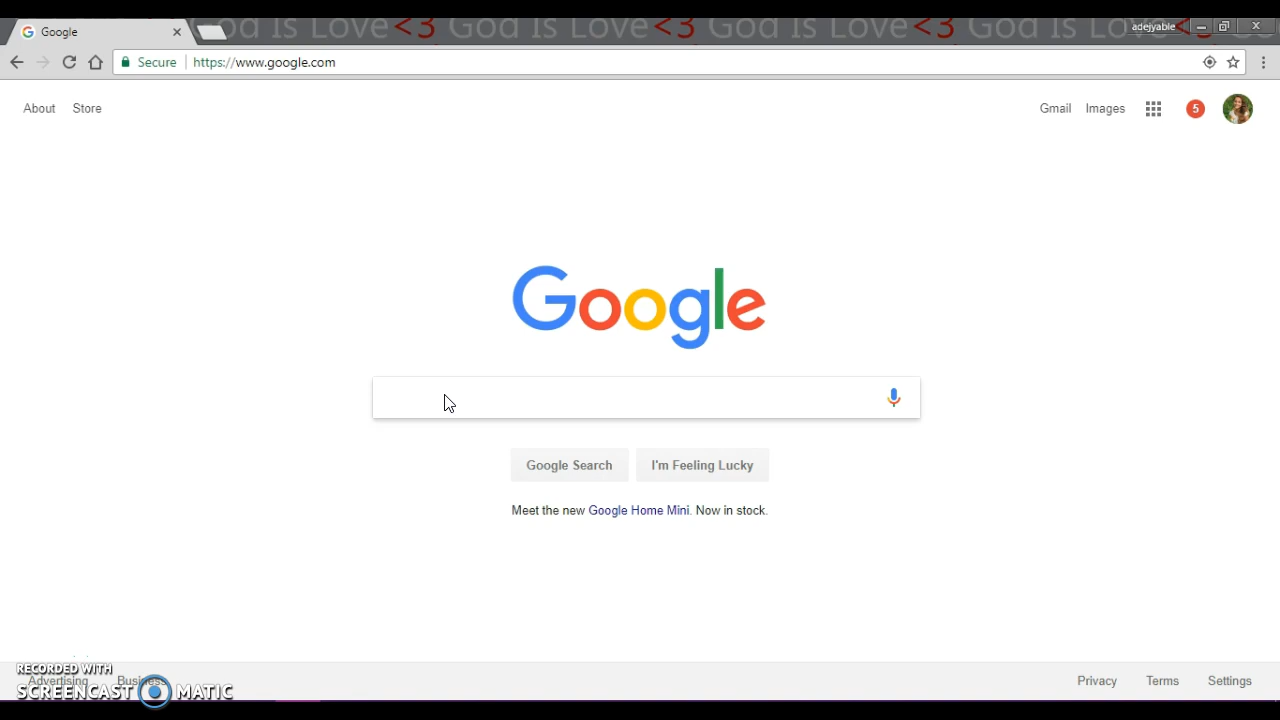 God Is Love<3 God Is Love<3 God Is Love<3 God Is Lov
Google
adejyable
Secure
https://www.google.com
About
Store
Gmail
Images
5
Google
Google Search
I'm Feeling Lucky
Meet the new Google Home Mini. Now in stock.
RECORDED WITH
Advertising
Business
SCREENCAST MATIC
Privacy
Terms
Settings